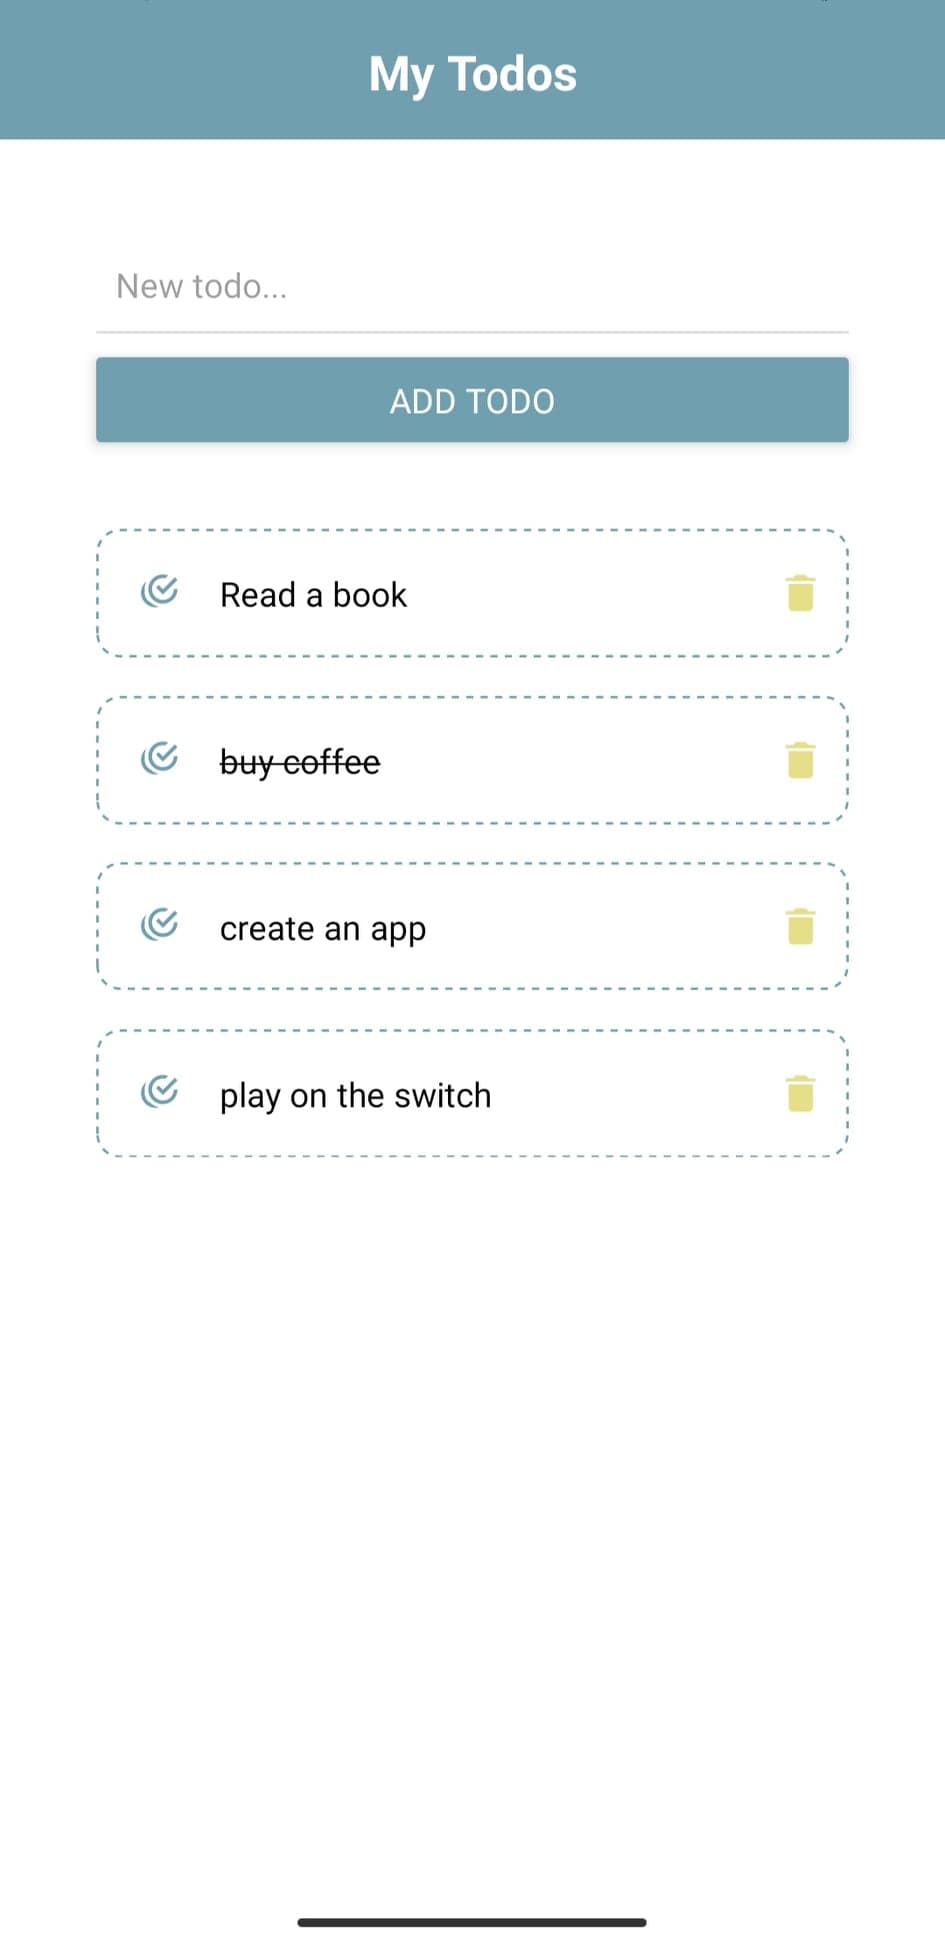 My Todos
New todo...
ADD TODO
Read a book
buy coffee
create an app
play on the switch